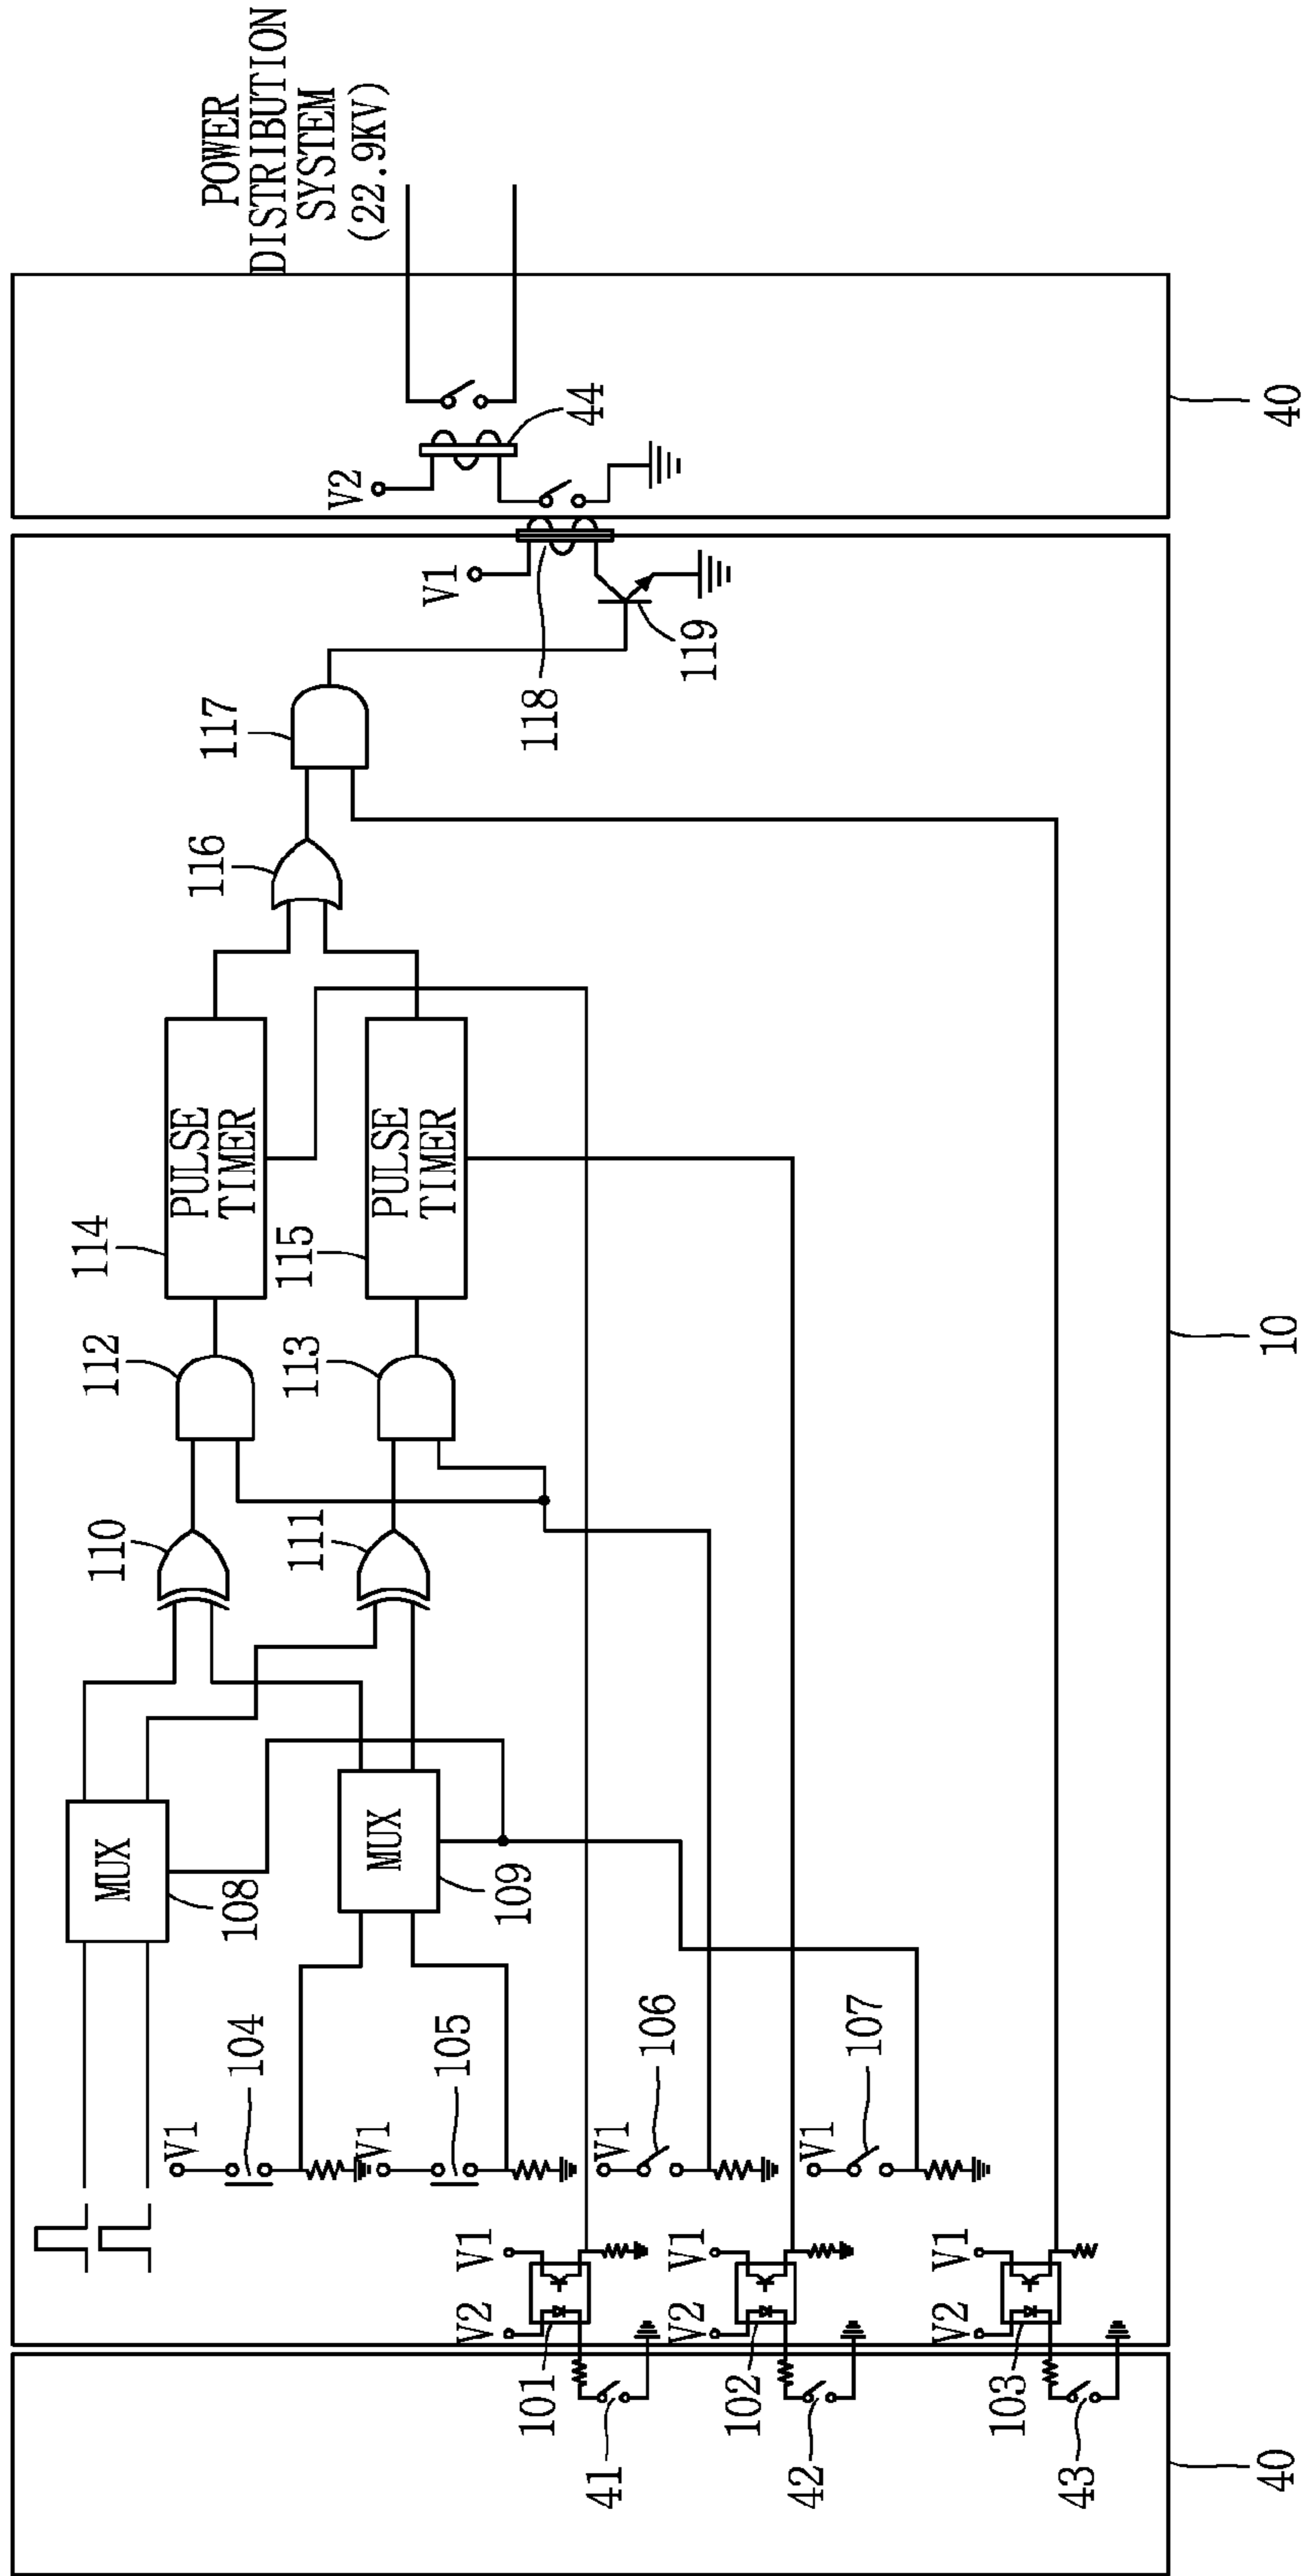 POWER
DISTRIBUTION
SYSTEM
(22.9KV)
40
44
V2
V1
118
119
117
116
PULSE
TIMER
114
PULSE
TIMER
115
112
113
110
111
MUX
108
MUX
109
10
V1
104
V1
105
V1
106
V1
107
V1
V2
101
V1
V2
102
V1
V2
103
41
42
43
40